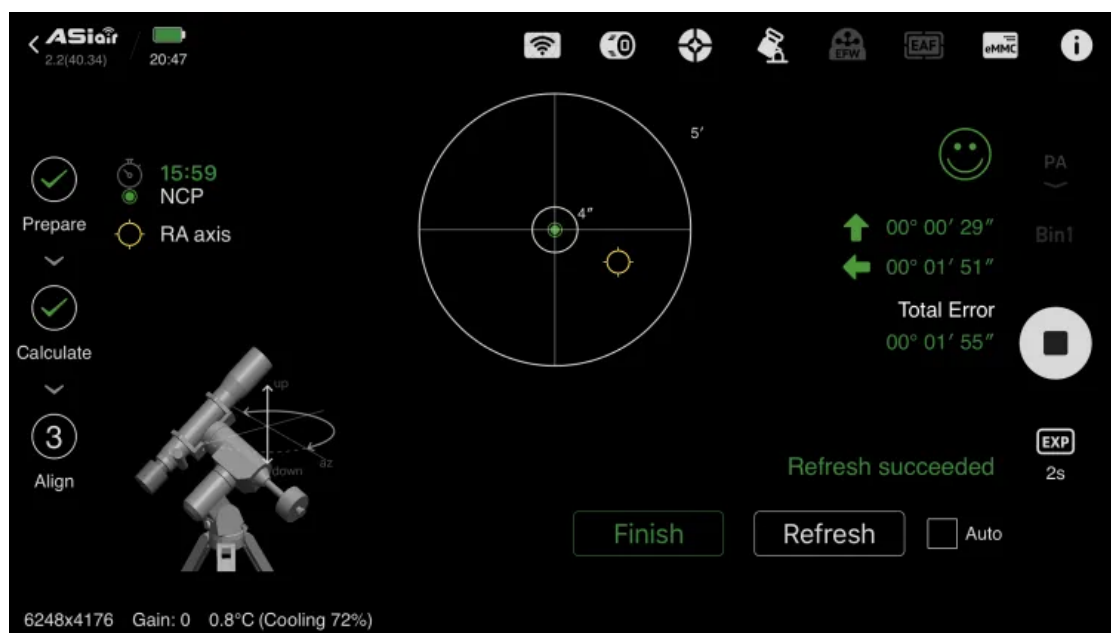 ASiair
2.2(40.34)
20:47
EFW
EAF
eMMC
i
15:59
NCP
RA axis
Prepare
Calculate
3
Align
up
down
az
5′
4″
PA
Bin1
00° 00′ 29″
00° 01′ 51″
Total Error
00° 01′ 55″
EXP
2s
Refresh succeeded
Finish
Refresh
Auto
6248x4176 Gain: 0 0.8°C (Cooling 72%)